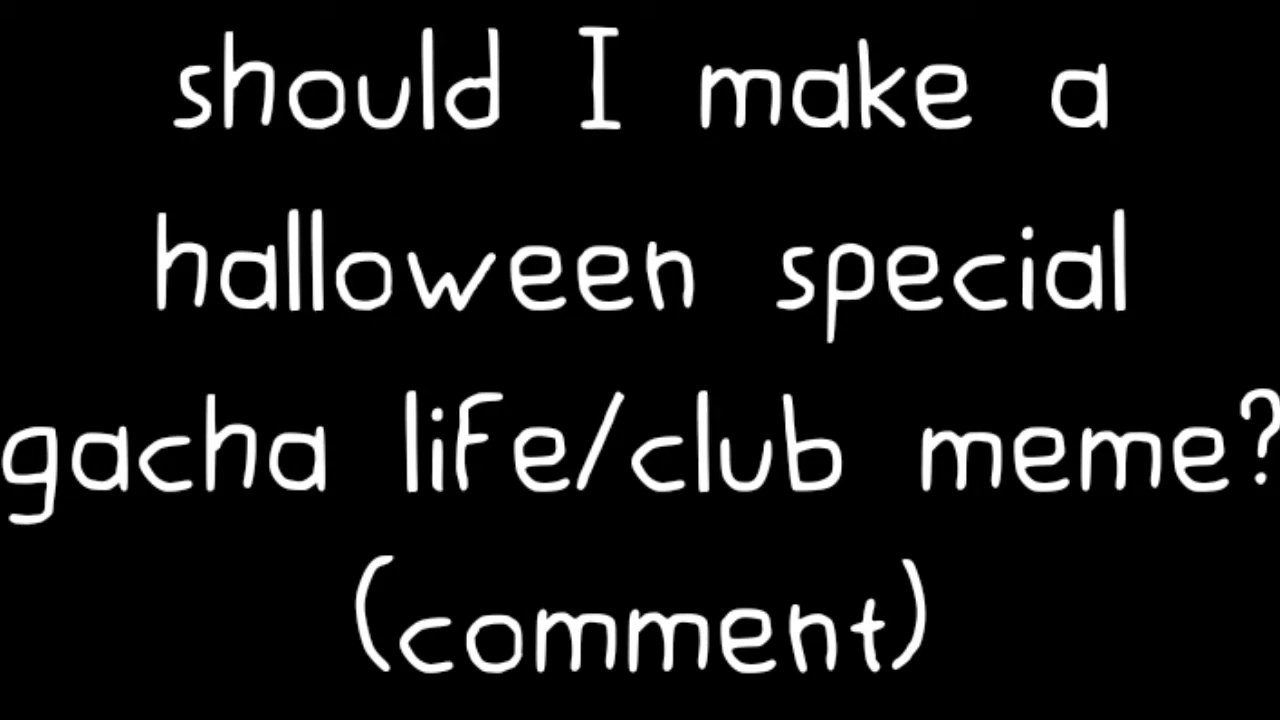 should I make a
halloween special
gacha life/club meme?
(comment)